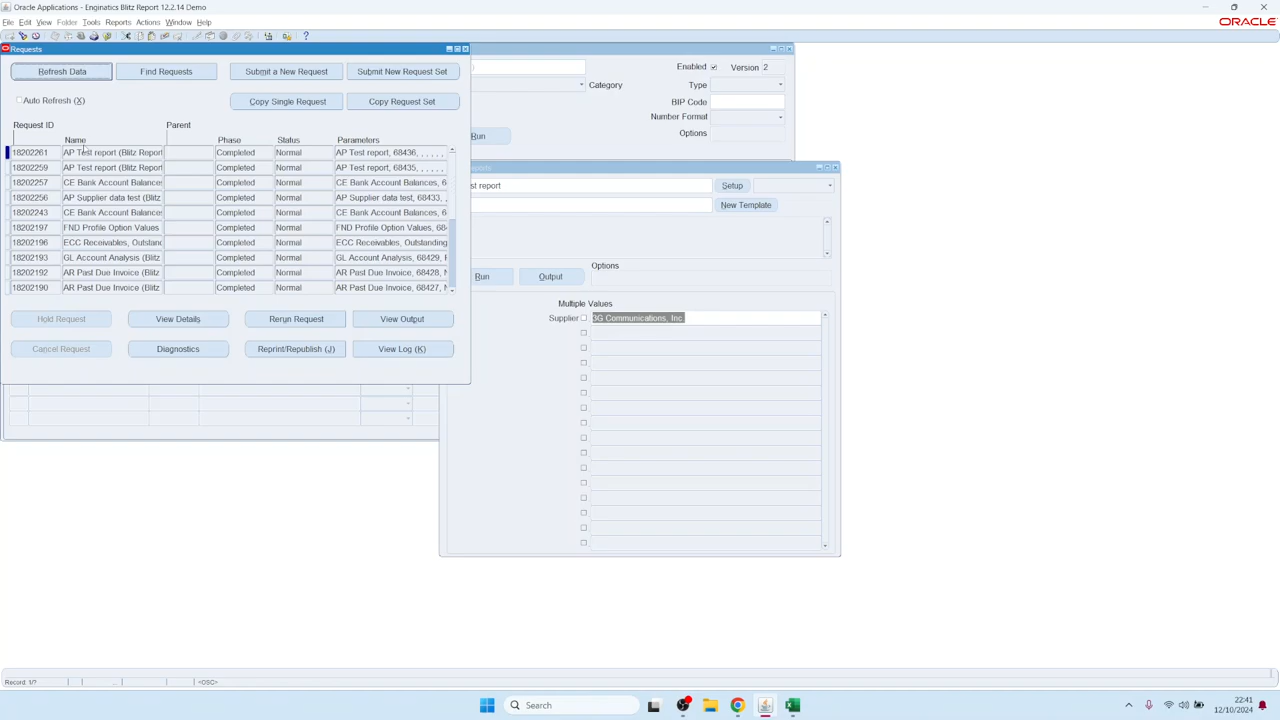 Oracle Applications - Enginatics Blitz Report 12.2.14 Demo
File Edit View Folder Tools Reports Actions Window Help
ORACLE
Requests
Refresh Data Find Requests Submit a New Request Submit New Request Set
Auto Refresh (X) Copy Single Request Copy Request Set
Request ID Parent
Name Phase Status Parameters
18202261 AP Test report (Blitz Report Completed Normal AP Test report, 68436, , , , , ,
18202259 AP Test report (Blitz Report Completed Normal AP Test report, 68435, , , , , ,
18202257 CE Bank Account Balances, Completed Normal CE Bank Account Balances, 6
18202256 AP Supplier data test (Blitz Completed Normal AP Supplier data test, 68433, ,
18202243 CE Bank Account Balances, Completed Normal CE Bank Account Balances, 6
18202197 FND Profile Option Values Completed Normal FND Profile Option Values, 68
18202196 ECC Receivables, Outstand Completed Normal ECC Receivables, Outstanding
18202193 GL Account Analysis (Blitz Completed Normal GL Account Analysis, 68429,
18202192 AR Past Due Invoice (Blitz Completed Normal AR Past Due Invoice, 68428,
18202190 AR Past Due Invoice (Blitz Completed Normal AR Past Due Invoice, 68427,
Hold Request View Details Rerun Request View Output
Cancel Request Diagnostics Reprint/Republish (J) View Log (K)
Enabled Version 2
Category Type
BIP Code
Number Format
Run Options
st report Setup
New Template
Options
Run Output
Multiple Values
Supplier 3G Communications, Inc.
Record: 1/? ... <OSC>
Search
22:41
12/10/2024